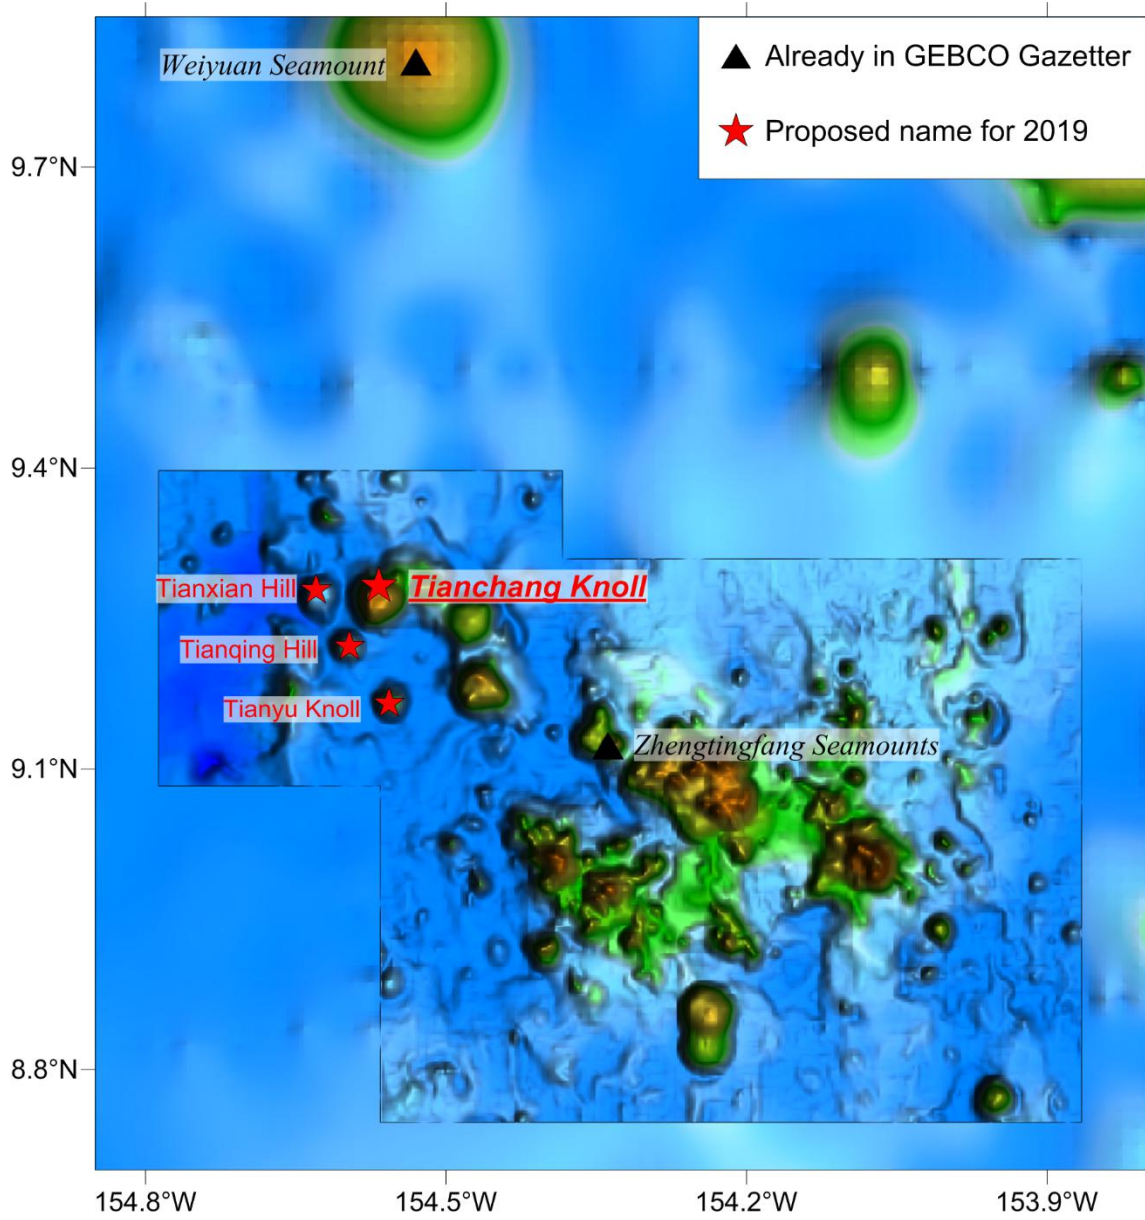 Weiyuan Seamount
Already in GEBCO Gazetter
Proposed name for 2019
9.7°N
9.4°N
Tianxian Hill
Tianchang Knoll
Tianqing Hill
Tianyu Knoll
Zhengtingfang Seamounts
9.1°N
8.8°N
154.8°W
154.5°W
154.2°W
153.9°W